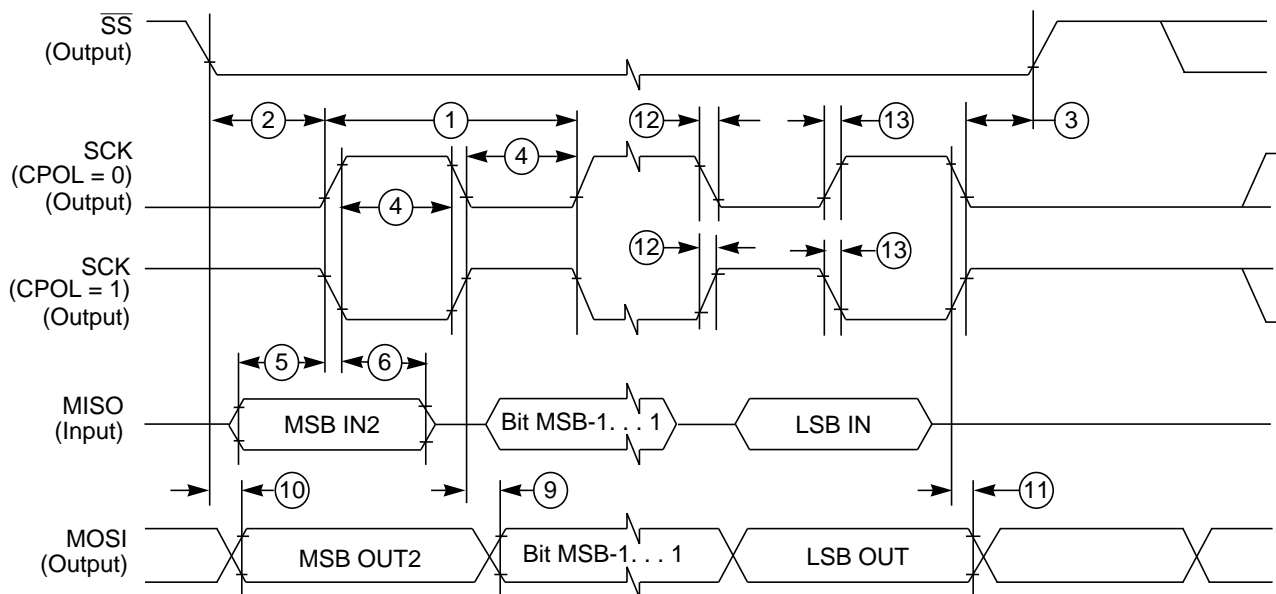 SS
(Output)
2
1
12
13
3
SCK
(CPOL = 0)
(Output)
4
4
12
13
SCK
(CPOL = 1)
(Output)
5
6
MISO
(Input)
MSB IN2
Bit MSB-1. . . 1
LSB IN
10
9
11
MOSI
(Output)
MSB OUT2
Bit MSB-1. . . 1
LSB OUT